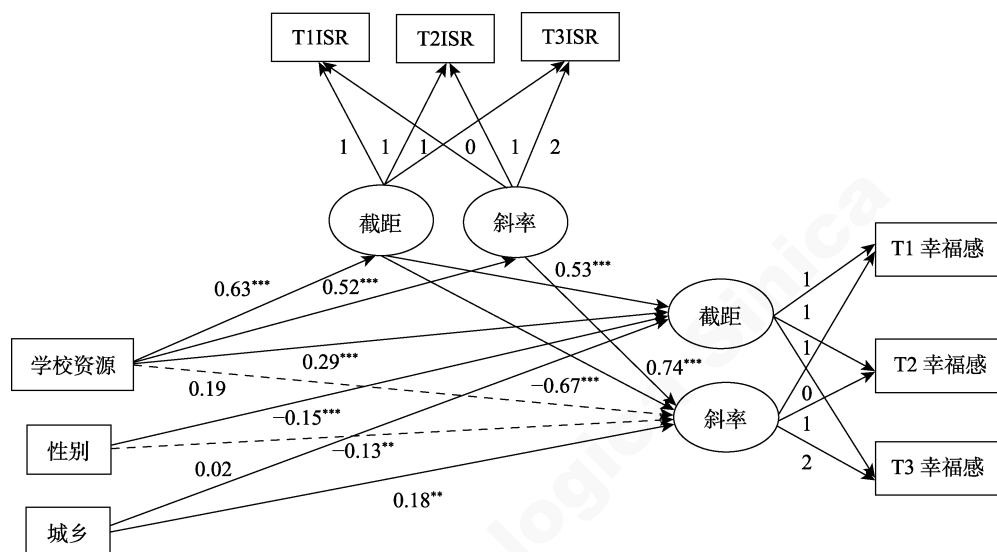 T1ISR
T2ISR
T3ISR
1
1
1
0
1
2
截距
斜率
T1 幸福感
0.63***
0.52***
0.53***
1
截距
1
学校资源
0.29***
0.74***
1
T2 幸福感
0.19
−0.67***
0
斜率
−0.15***
1
性别
−0.13**
2
T3 幸福感
0.02
0.18**
城乡
logica Sinica